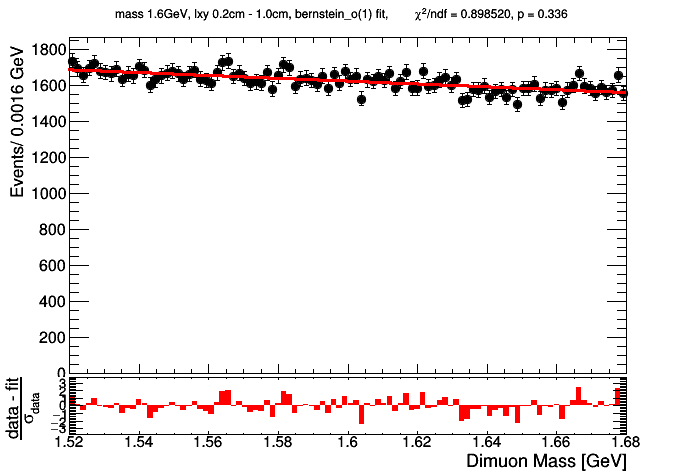 mass 1.6GeV, lxy 0.2cm - 1.0cm, bernstein_o(1) fit, χ²/ndf = 0.898520, p = 0.336
Events/ 0.0016 GeV
1800
1600
1400
1200
1000
800
600
400
200
0
data - fit
σdata
3
2
1
0
−1
−2
−3
1.52 1.54 1.56 1.58 1.6 1.62 1.64 1.66 1.68
Dimuon Mass [GeV]